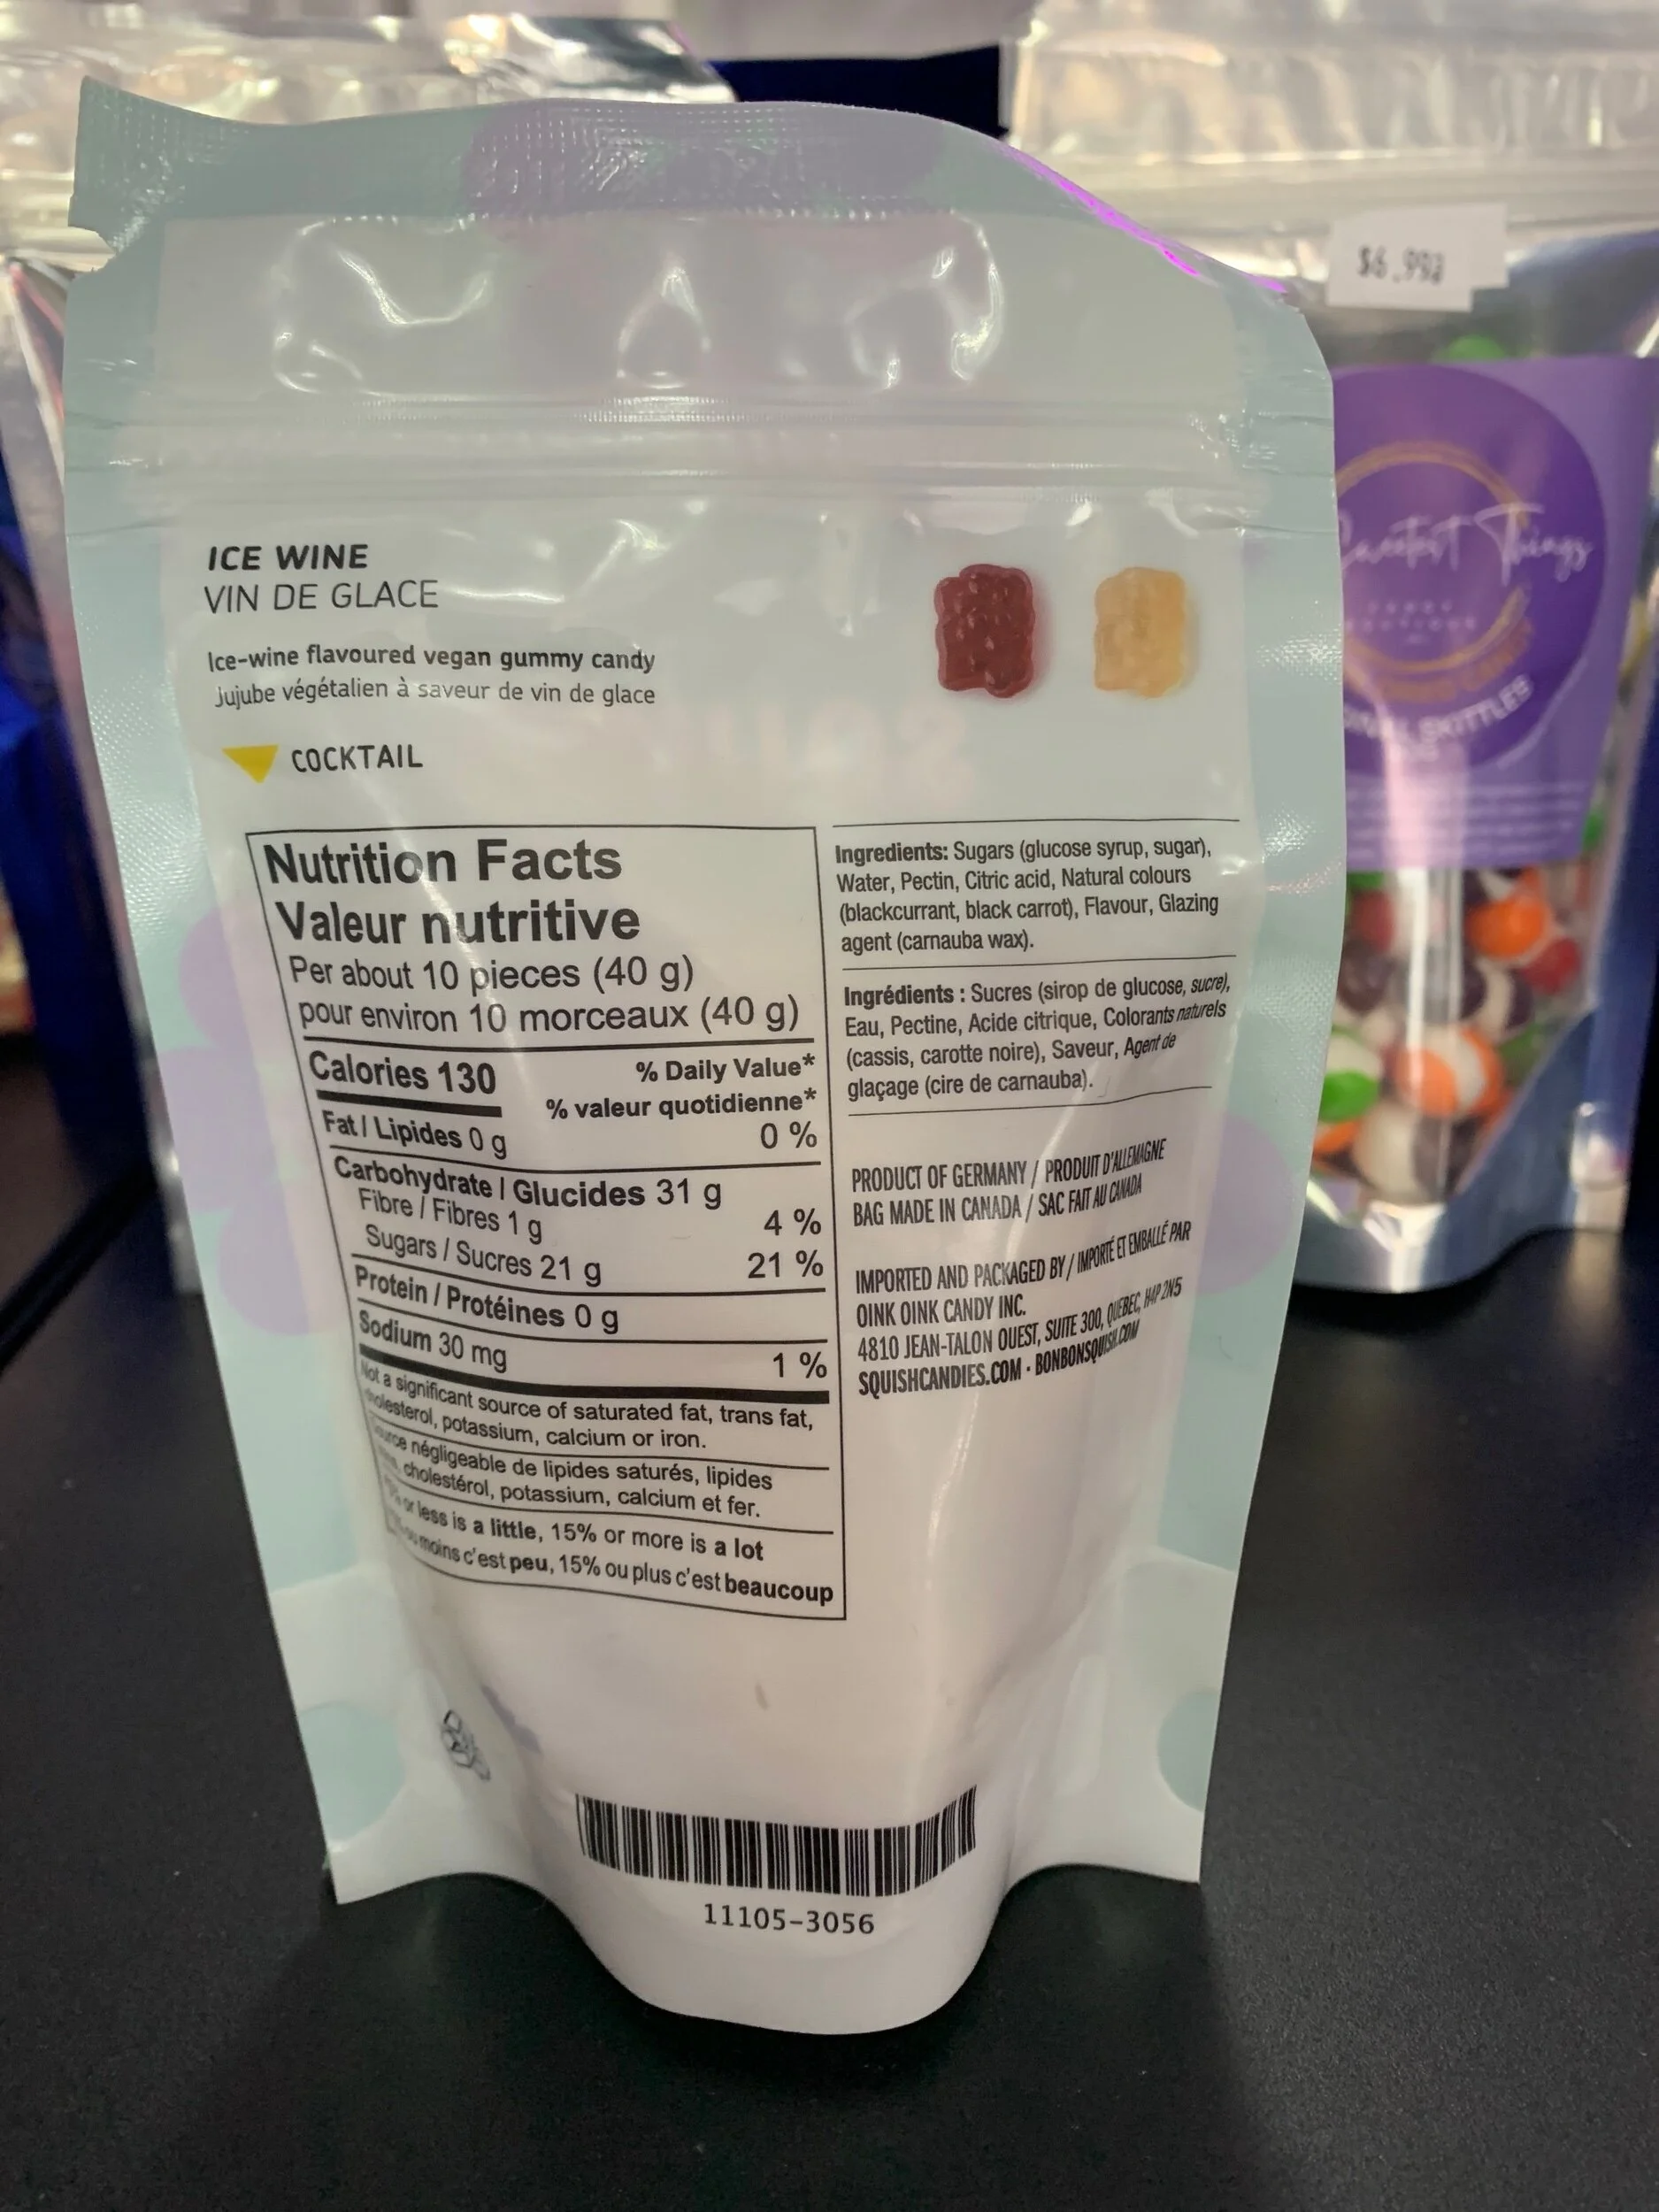 ICE WINE
VIN DE GLACE
Ice-wine flavoured vegan gummy candy
Jujube végétalien à saveur de vin de glace
COCKTAIL
Nutrition Facts
Valeur nutritive
Per about 10 pieces (40 g)
pour environ 10 morceaux (40 g)
Calories 130
% Daily Value*
% valeur quotidienne*
Fat / Lipides 0 g 0 %
Carbohydrate / Glucides 31 g
Fibre / Fibres 1 g 4 %
Sugars / Sucres 21 g 21 %
Protein / Protéines 0 g
Sodium 30 mg 1 %
Not a significant source of saturated fat, trans fat,
cholesterol, potassium, calcium or iron.
Source négligeable de lipides saturés, lipides
cholestérol, potassium, calcium et fer.
or less is a little, 15% or more is a lot
ou moins c'est peu, 15% ou plus c'est beaucoup
Ingredients: Sugars (glucose syrup, sugar),
Water, Pectin, Citric acid, Natural colours
(blackcurrant, black carrot), Flavour, Glazing
agent (carnauba wax).
Ingrédients : Sucres (sirop de glucose, sucre),
Eau, Pectine, Acide citrique, Colorants naturels
(cassis, carotte noire), Saveur, Agent de
glaçage (cire de carnauba).
PRODUCT OF GERMANY / PRODUIT D'ALLEMAGNE
BAG MADE IN CANADA / SAC FAIT AU CANADA
IMPORTED AND PACKAGED BY / IMPORTÉ ET EMBALLÉ PAR
OINK OINK CANDY INC.
4810 JEAN-TALON OUEST, SUITE 300, QUEBEC, H4P 2N5
SQUISHCANDIES.COM • BONBONSQUISH.COM
11105-3056
Things
SKITTLES